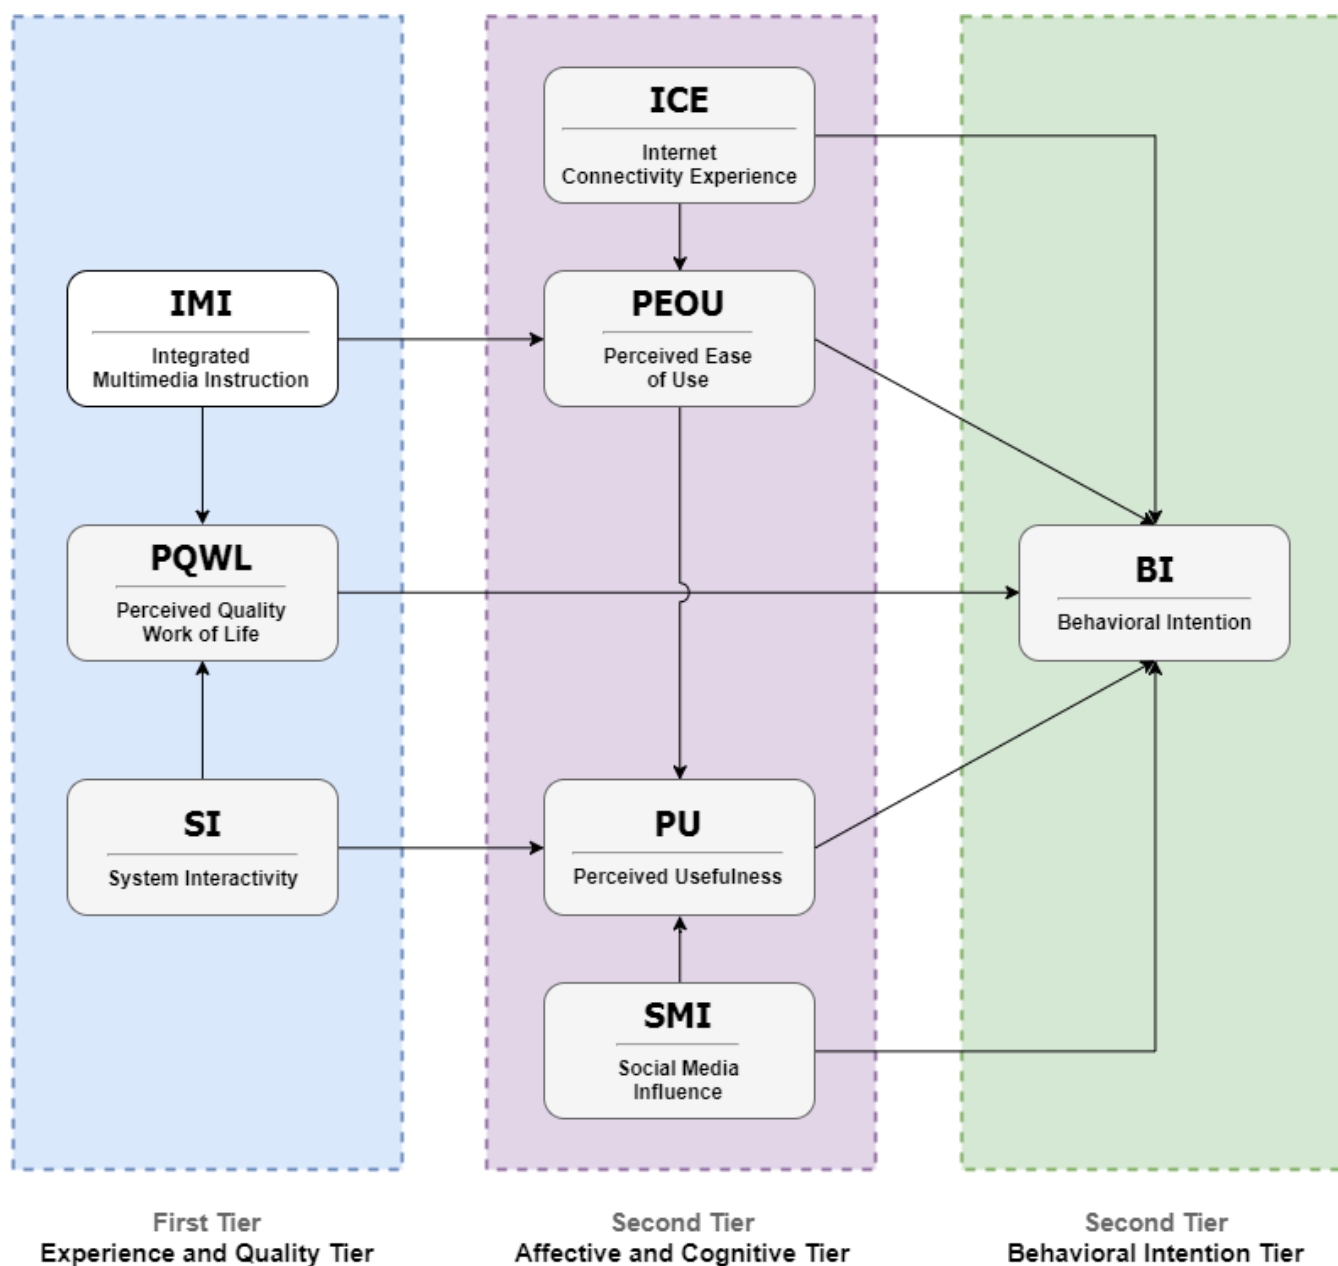 ICE
Internet
Connectivity Experience
IMI
Integrated
Multimedia Instruction
PEOU
Perceived Ease
of Use
PQWL
Perceived Quality
Work of Life
BI
Behavioral Intention
SI
System Interactivity
PU
Perceived Usefulness
SMI
Social Media
Influence
First Tier
Experience and Quality Tier
Second Tier
Affective and Cognitive Tier
Second Tier
Behavioral Intention Tier